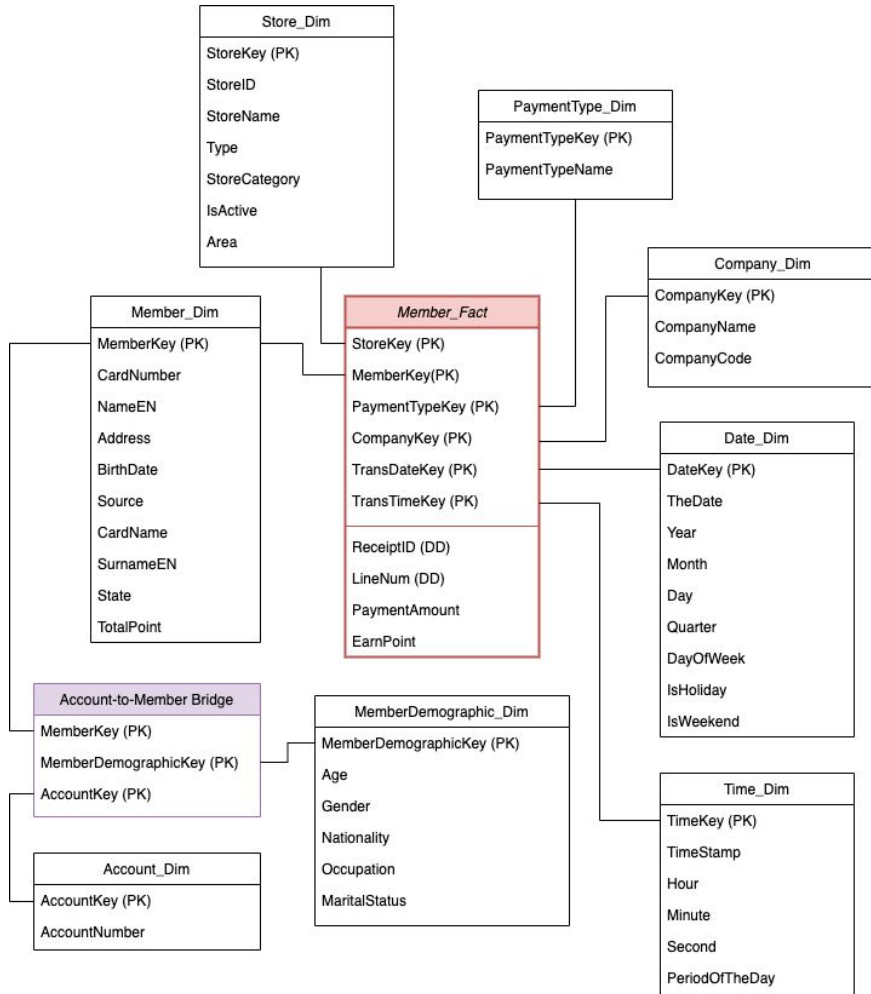 Store_Dim
StoreKey (PK)
StoreID
StoreName
Type
StoreCategory
IsActive
Area
PaymentType_Dim
PaymentTypeKey (PK)
PaymentTypeName
Company_Dim
CompanyKey (PK)
CompanyName
CompanyCode
Member_Dim
MemberKey (PK)
CardNumber
NameEN
Address
BirthDate
Source
CardName
SurnameEN
State
TotalPoint
Member_Fact
StoreKey (PK)
MemberKey(PK)
PaymentTypeKey (PK)
CompanyKey (PK)
TransDateKey (PK)
TransTimeKey (PK)
ReceiptID (DD)
LineNum (DD)
PaymentAmount
EarnPoint
Date_Dim
DateKey (PK)
TheDate
Year
Month
Day
Quarter
DayOfWeek
IsHoliday
IsWeekend
Account-to-Member Bridge
MemberKey (PK)
MemberDemographicKey (PK)
AccountKey (PK)
MemberDemographic_Dim
MemberDemographicKey (PK)
Age
Gender
Nationality
Occupation
MaritalStatus
Time_Dim
TimeKey (PK)
TimeStamp
Hour
Minute
Second
PeriodOfTheDay
Account_Dim
AccountKey (PK)
AccountNumber